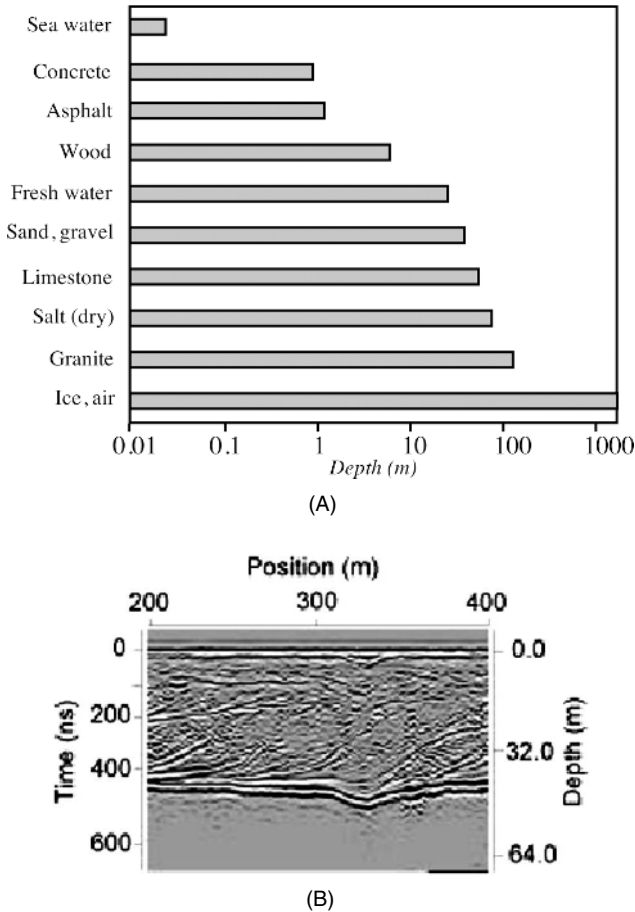 Sea water
Concrete
Asphalt
Wood
Fresh water
Sand, gravel
Limestone
Salt (dry)
Granite
Ice, air
0.01 0.1 1 10 100 1000
Depth (m)
(A)
Position (m)
200 300 400
0 0.0
200
Time (ns) Depth (m)
32.0
400
600
64.0
(B)